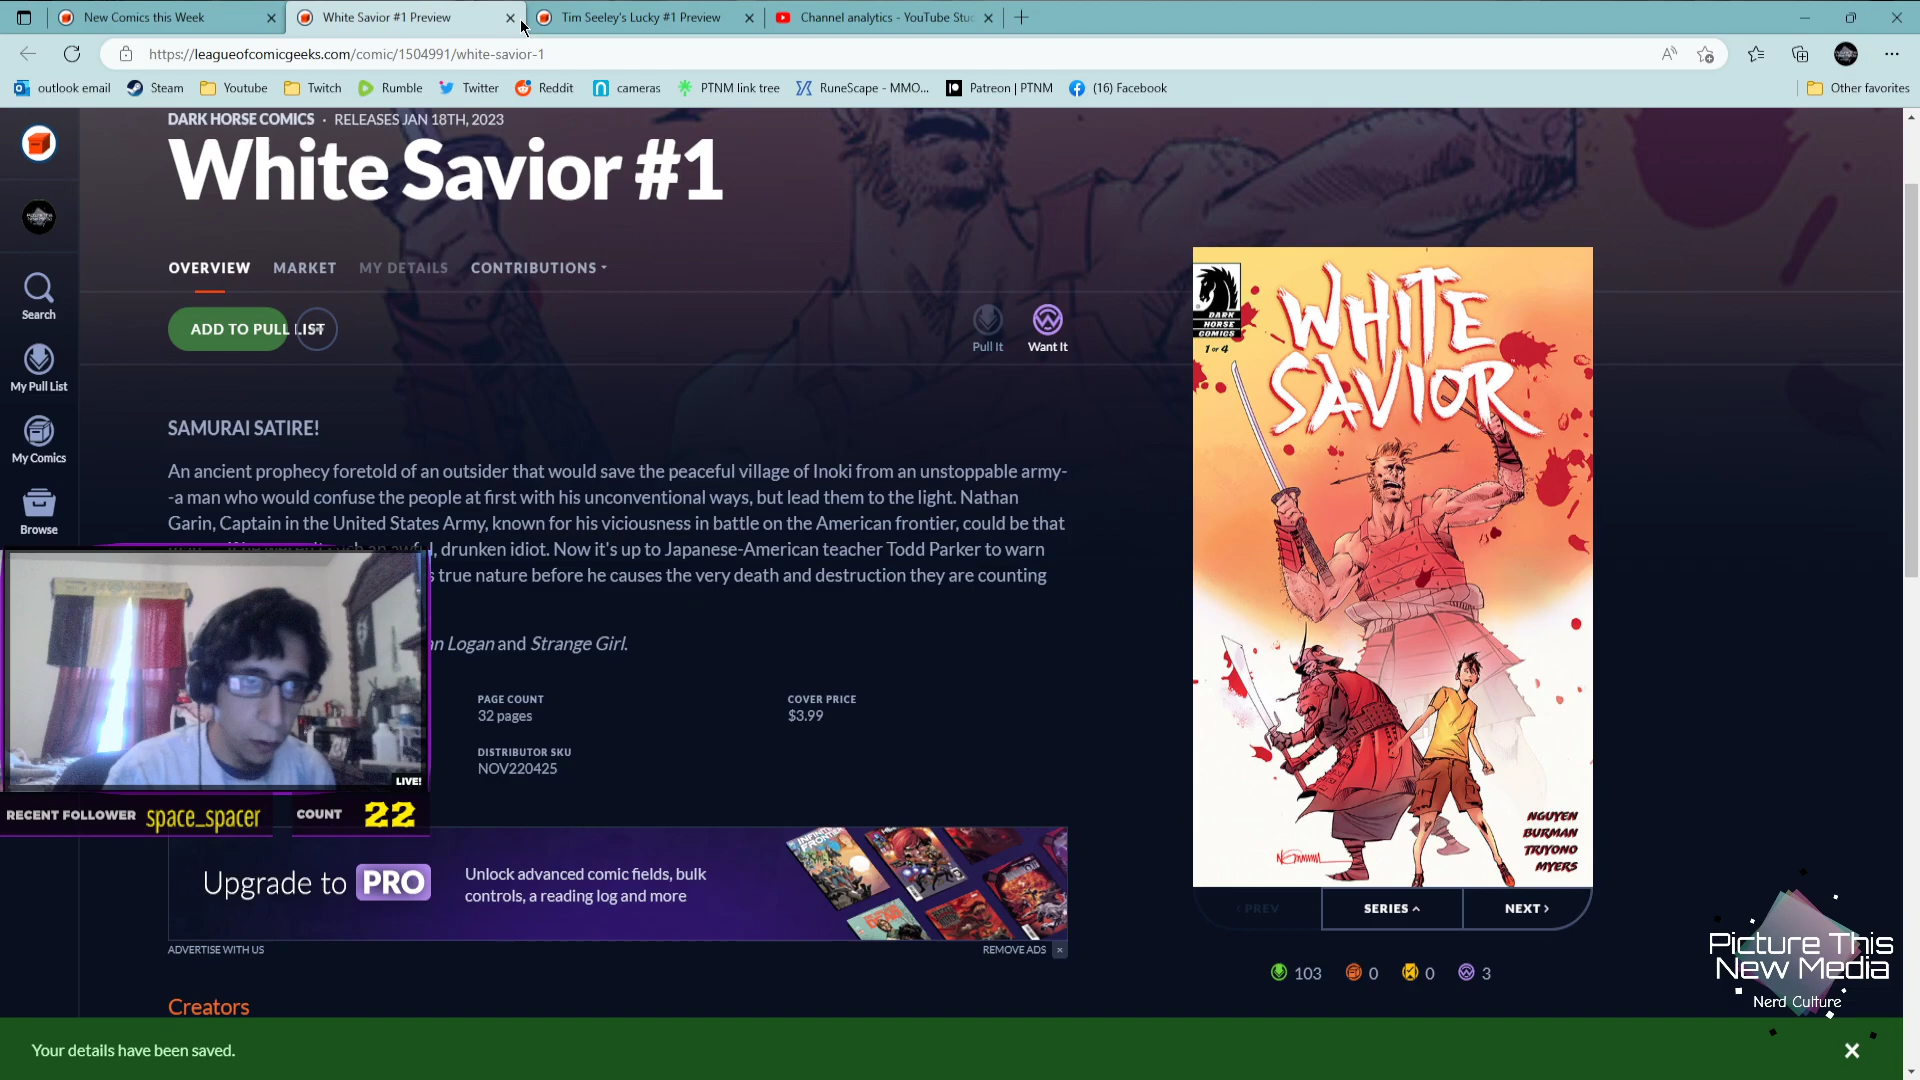 New Comics this Week
White Savior #1 Preview
Tim Seeley's Lucky #1 Preview
Channel analytics - YouTube Stu
https://leagueofcomicgeeks.com/comic/1504991/white-savior-1
outlook email
Steam
Youtube
Twitch
Rumble
Twitter
Reddit
cameras
PTNM link tree
RuneScape - MMO...
Patreon | PTNM
(16) Facebook
Other favorites
DARK HORSE COMICS · RELEASES JAN 18TH, 2023
White Savior #1
OVERVIEW
MARKET
MY DETAILS
CONTRIBUTIONS
ADD TO PULL LIST
Pull It
Want It
Search
My Pull List
My Comics
Browse
SAMURAI SATIRE!
An ancient prophecy foretold of an outsider that would save the peaceful village of Inoki from an unstoppable army-
-a man who would confuse the people at first with his unconventional ways, but lead them to the light. Nathan
Garin, Captain in the United States Army, known for his viciousness in battle on the American frontier, could be that
drunken idiot. Now it's up to Japanese-American teacher Todd Parker to warn
true nature before he causes the very death and destruction they are counting
Logan and Strange Girl.
PAGE COUNT
32 pages
COVER PRICE
$3.99
DISTRIBUTOR SKU
NOV220425
LIVE!
RECENT FOLLOWER space_spacer
COUNT 22
DARK
HORSE
COMICS
1 OF 4
WHITE
SAVIOR
NGUYEN
BURMAN
TRIYONO
MYERS
Upgrade to PRO
Unlock advanced comic fields, bulk
controls, a reading log and more
ADVERTISE WITH US
REMOVE ADS
PREV
SERIES
NEXT
103
0
0
3
Picture This
New Media
Nerd Culture
Creators
Your details have been saved.